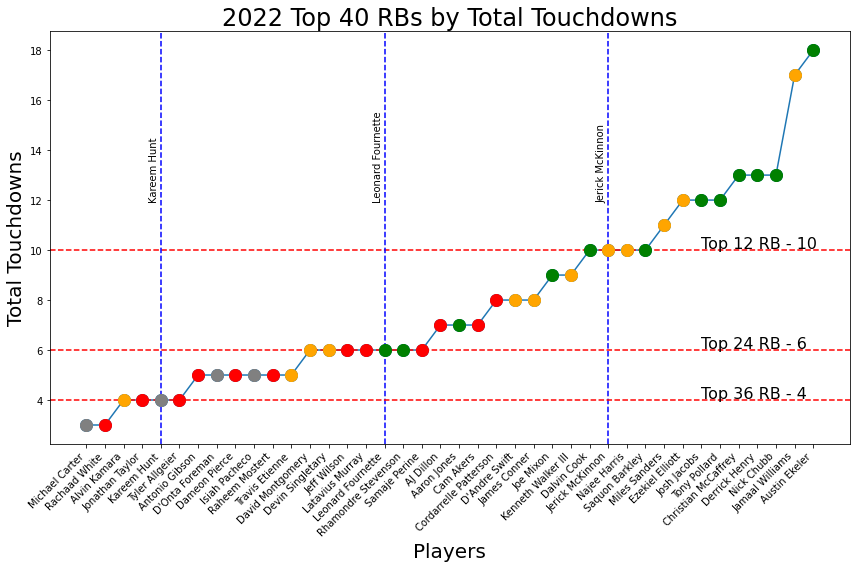 2022 Top 40 RBs by Total Touchdowns
Total Touchdowns
18
16
14
12
10
8
6
4
Kareem Hunt
Leonard Fournette
Jerick McKinnon
Top 12 RB - 10
Top 24 RB - 6
Top 36 RB - 4
Michael Carter
Rachaad White
Alvin Kamara
Jonathan Taylor
Kareem Hunt
Tyler Allgeier
Antonio Gibson
D'Onta Foreman
Dameon Pierce
Isiah Pacheco
Raheem Mostert
Travis Etienne
David Montgomery
Devin Singletary
Jeff Wilson
Latavius Murray
Leonard Fournette
Rhamondre Stevenson
Samaje Perine
AJ Dillon
Aaron Jones
Cam Akers
Cordarrelle Patterson
D'Andre Swift
James Conner
Joe Mixon
Kenneth Walker III
Dalvin Cook
Jerick McKinnon
Najee Harris
Saquon Barkley
Miles Sanders
Ezekiel Elliott
Josh Jacobs
Tony Pollard
Christian McCaffrey
Derrick Henry
Nick Chubb
Jamaal Williams
Austin Ekeler
Players